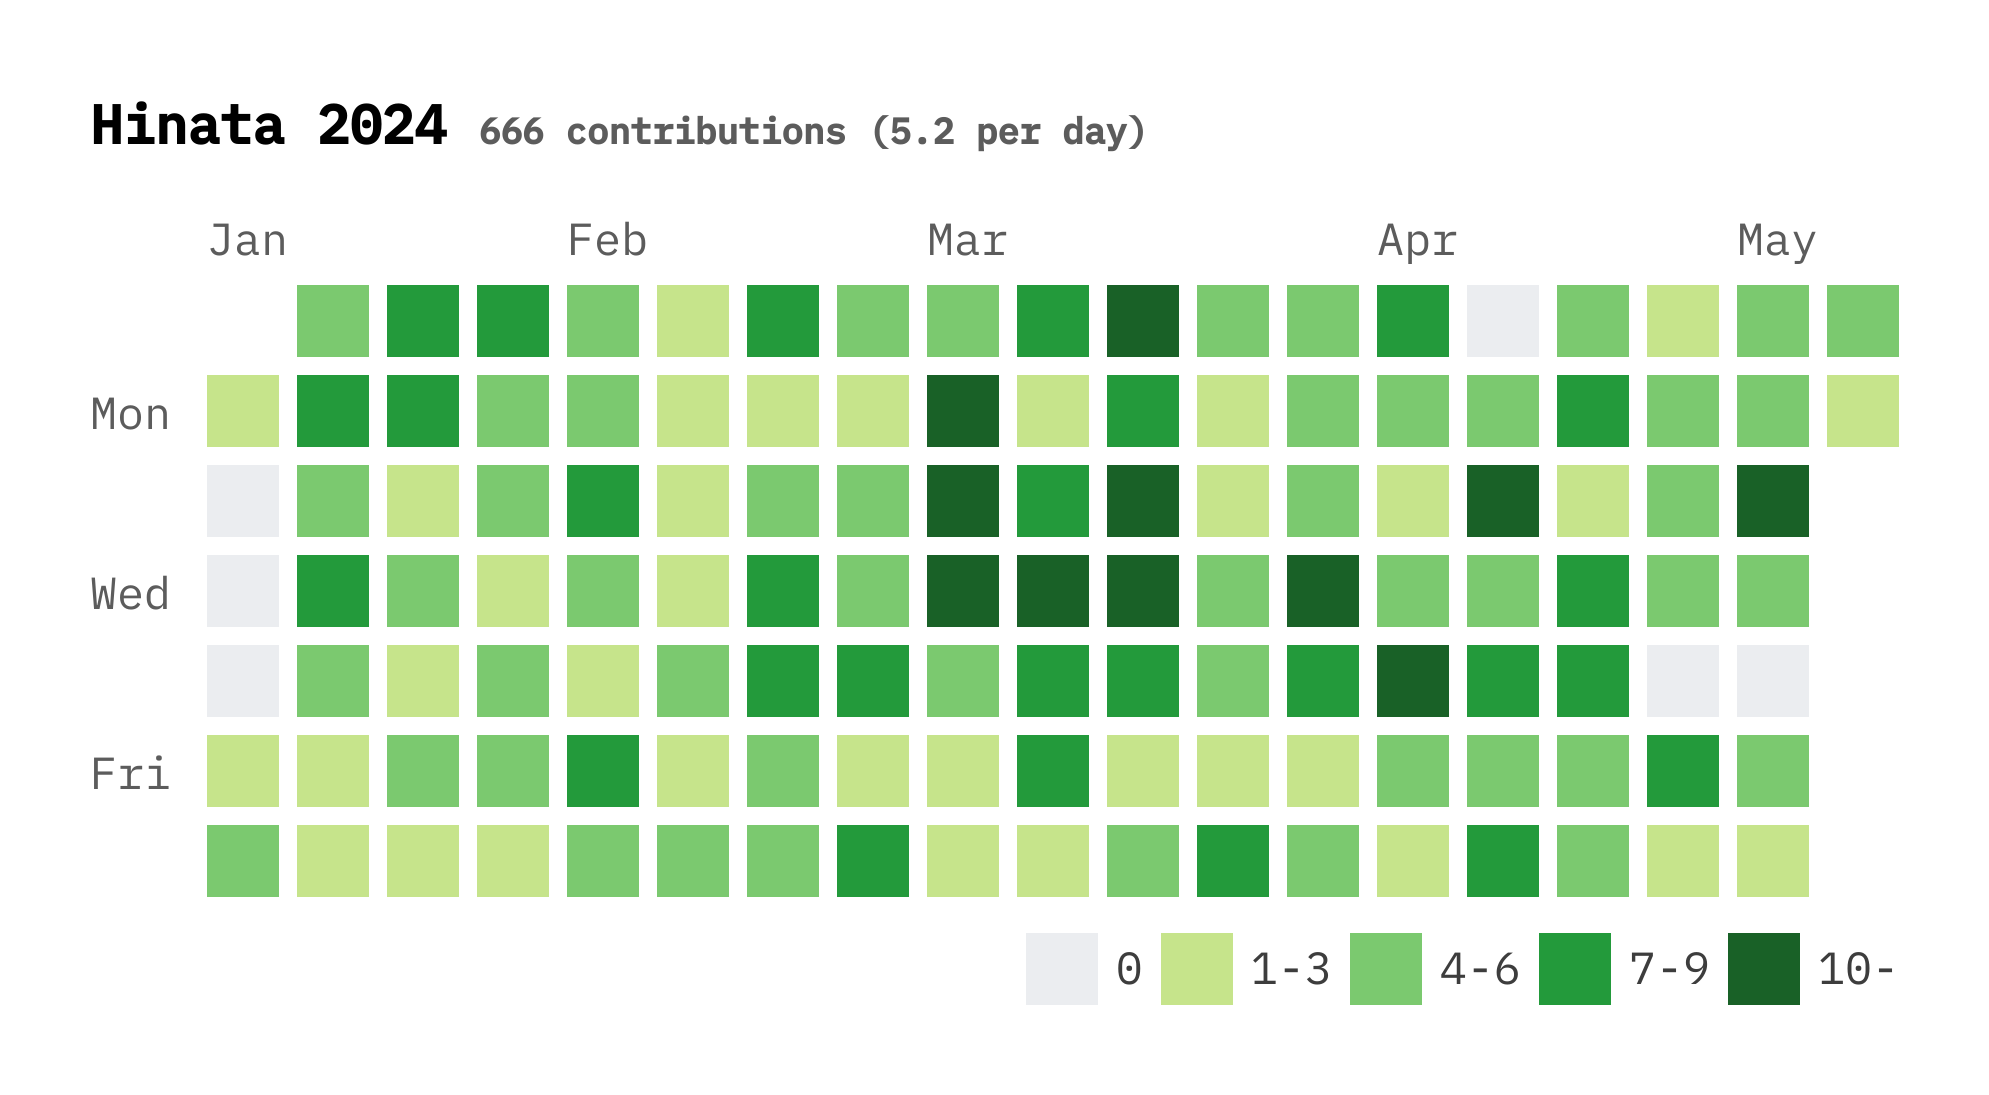 Hinata 2024 666 contributions (5.2 per day)
Jan Feb Mar Apr May
Mon
Wed
Fri
0 1-3 4-6 7-9 10-